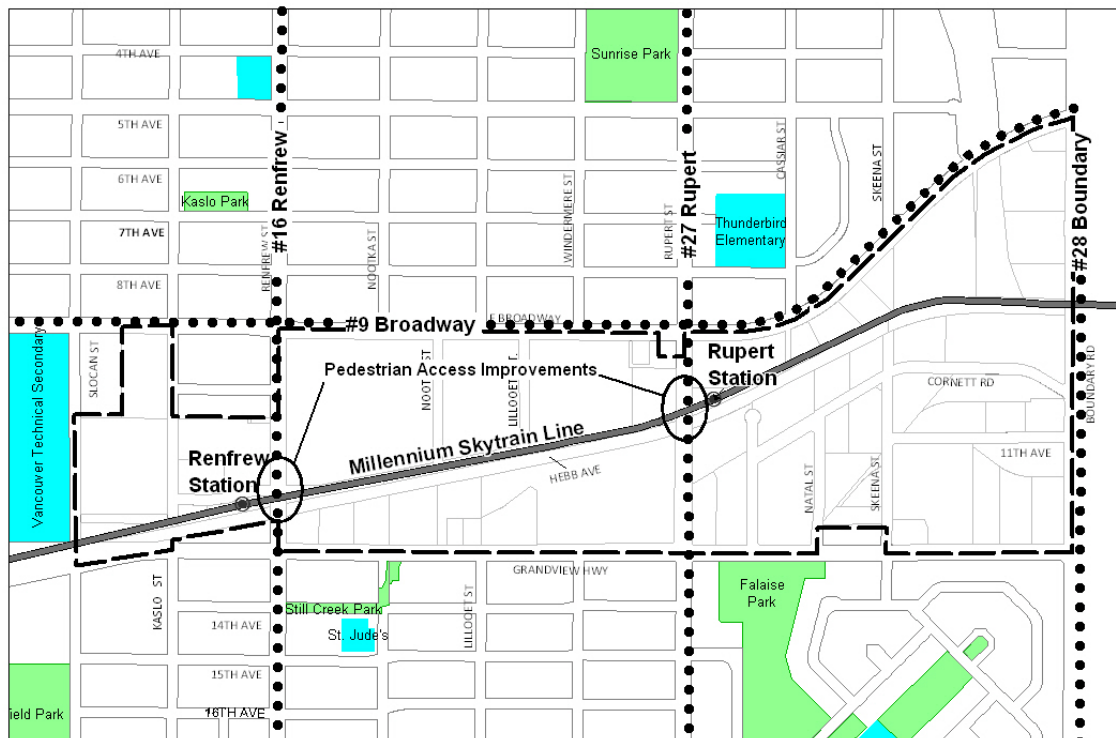 4TH AVE
Sunrise Park
5TH AVE
#16 Renfrew
CASSIAR ST
SKEENA ST
6TH AVE
Kaslo Park
WINDERMERE ST
RUPERT ST
#27 Rupert
Thunderbird
Elementary
#28 Boundary
7TH AVE
RENFREW ST
NOOTKA ST
8TH AVE
#9 Broadway
E BROADWAY
Vancouver Technical Secondary
SLOCAN ST
Pedestrian Access Improvements
NOOT ST
LILLOOET
Rupert
Station
CORNETT RD
BOUNDARY RD
Millennium Skytrain Line
Renfrew
Station
HEBB AVE
11TH AVE
NATAL ST
SKEENA ST
GRANDVIEW HWY
KASLO ST
Still Creek Park
LILLOOET ST
Falaise
Park
14TH AVE
St. Jude's
15TH AVE
16TH AVE
ield Park